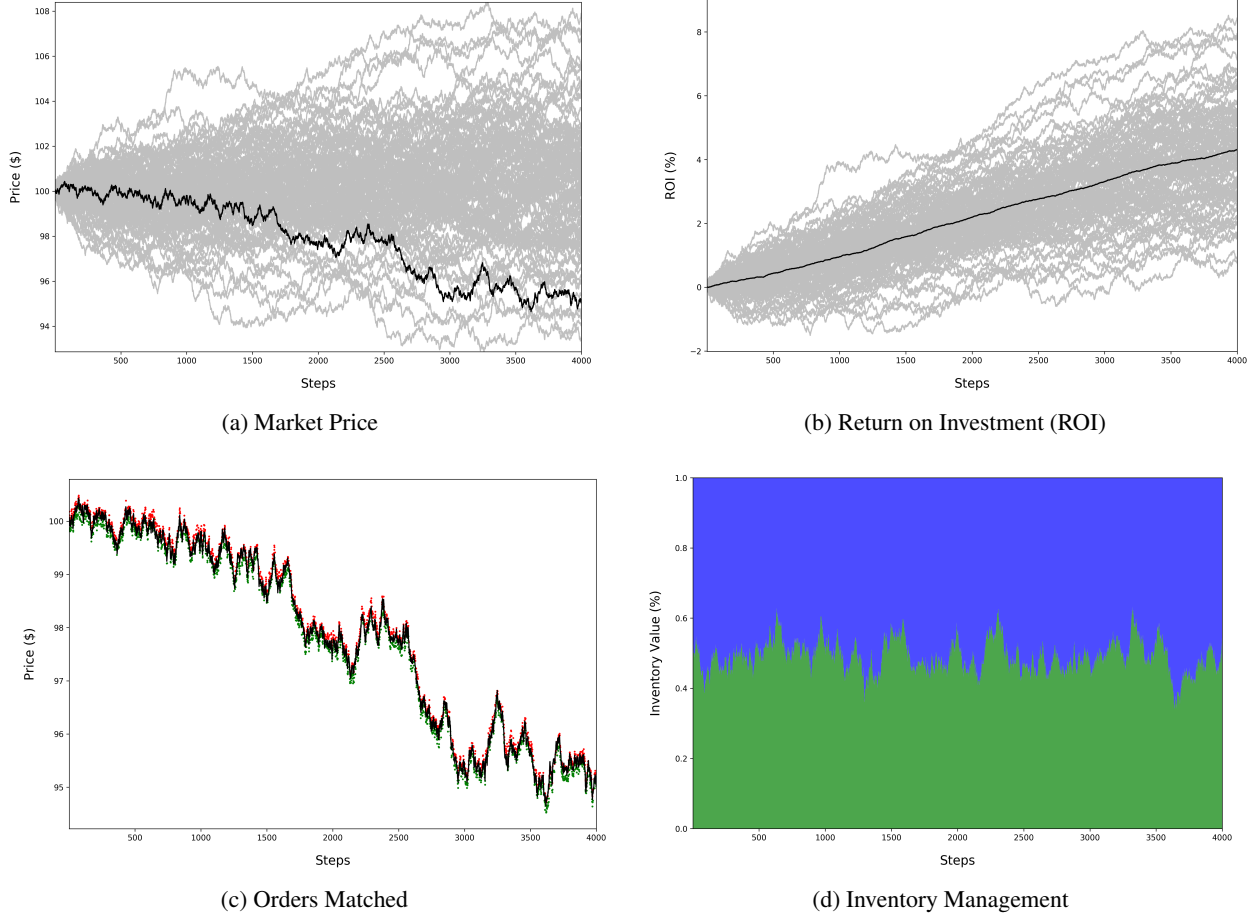 108
106
104
102
100
98
96
94
Price ($)
500 1000 1500 2000 2500 3000 3500 4000
Steps
(a) Market Price
8
6
4
2
0
−2
ROI (%)
500 1000 1500 2000 2500 3000 3500 4000
Steps
(b) Return on Investment (ROI)
100
99
98
97
96
95
Price ($)
500 1000 1500 2000 2500 3000 3500 4000
Steps
(c) Orders Matched
1.0
0.8
0.6
0.4
0.2
0.0
Inventory Value (%)
500 1000 1500 2000 2500 3000 3500 4000
Steps
(d) Inventory Management